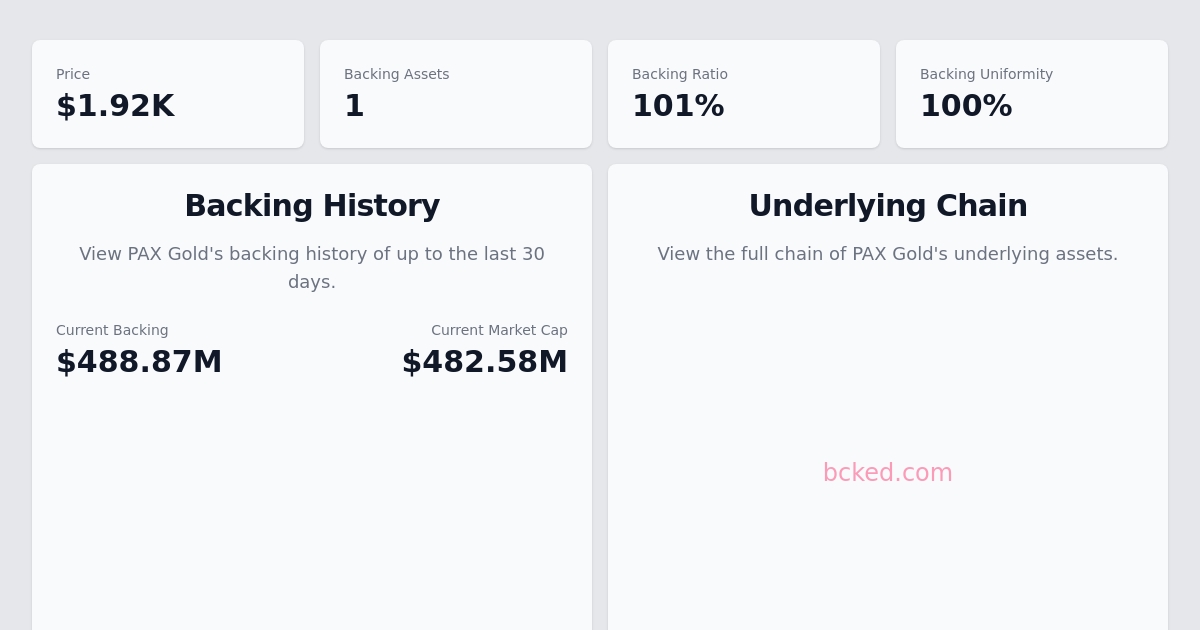 Price
$1.92K
Backing Assets
1
Backing Ratio
101%
Backing Uniformity
100%
Backing History
View PAX Gold's backing history of up to the last 30
days.
Current Backing
$488.87M
Current Market Cap
$482.58M
Underlying Chain
View the full chain of PAX Gold's underlying assets.
bcked.com